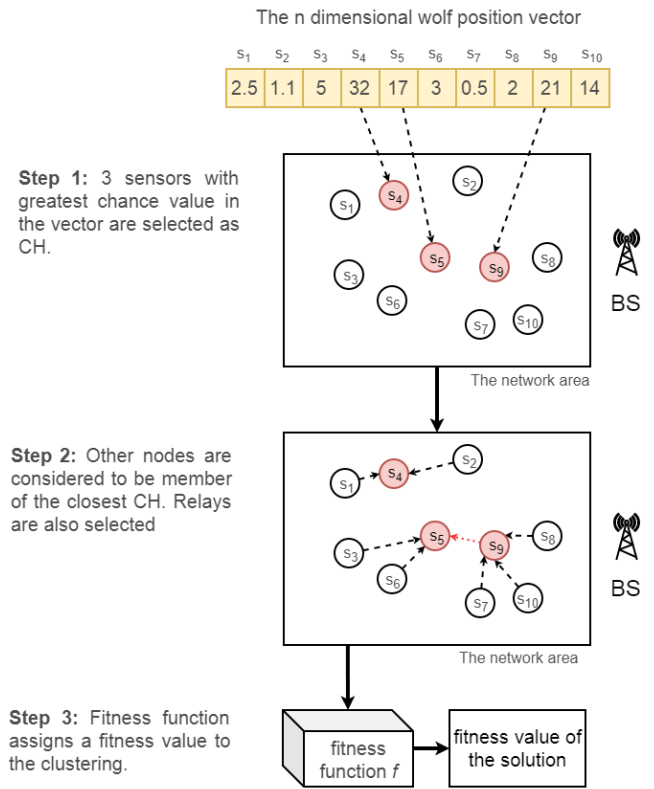 The n dimensional wolf position vector
s1 s2 s3 s4 s5 s6 s7 s8 s9 s10
2.5 1.1 5 32 17 3 0.5 2 21 14
Step 1: 3 sensors with
greatest chance value in
the vector are selected as
CH.
s1
s4
s2
s3
s5
s9
s8
s6
s7
s10
BS
The network area
Step 2: Other nodes are
considered to be member
of the closest CH. Relays
are also selected
s1
s4
s2
s3
s5
s9
s8
s6
s7
s10
BS
The network area
Step 3: Fitness function
assigns a fitness value to
the clustering.
fitness
function f
fitness value of
the solution